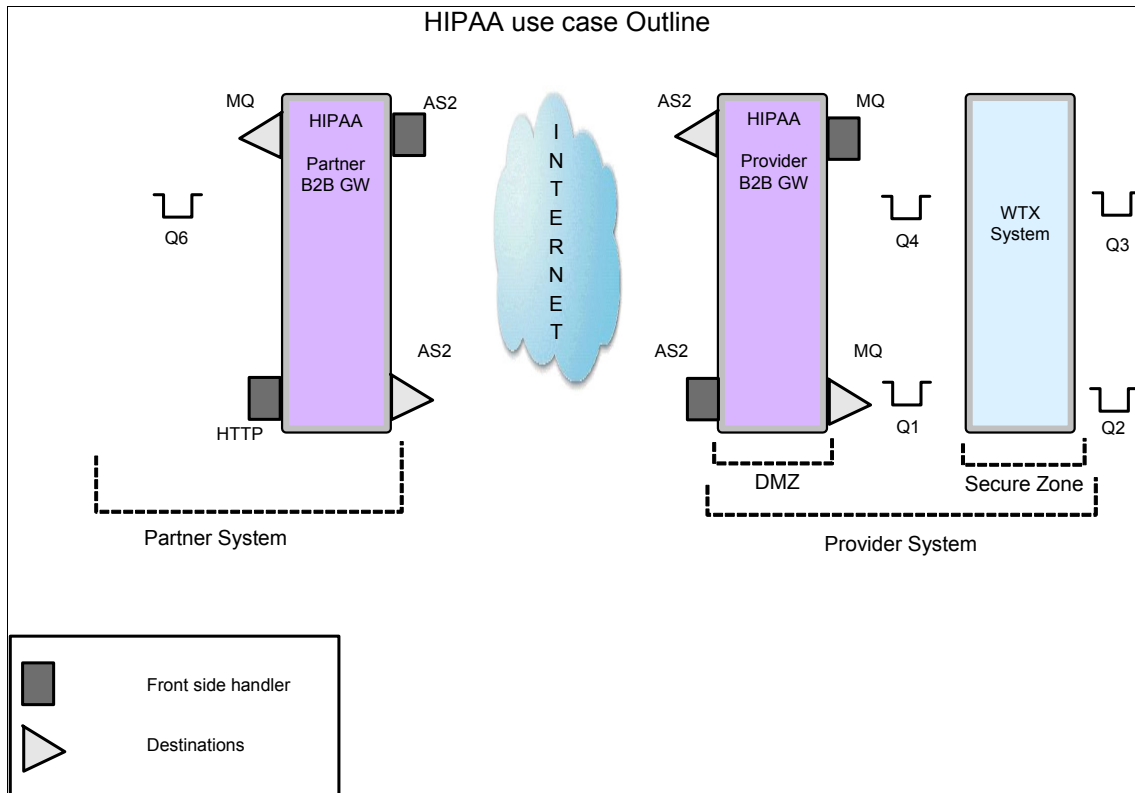 HIPAA use case Outline
MQ
HIPAA
Partner
B2B GW
AS2
Q6
HTTP
AS2
INTERNET
AS2
HIPAA
Provider
B2B GW
MQ
Q4
WTX
System
Q3
AS2
MQ
Q1
Q2
DMZ
Secure Zone
Partner System
Provider System
Front side handler
Destinations